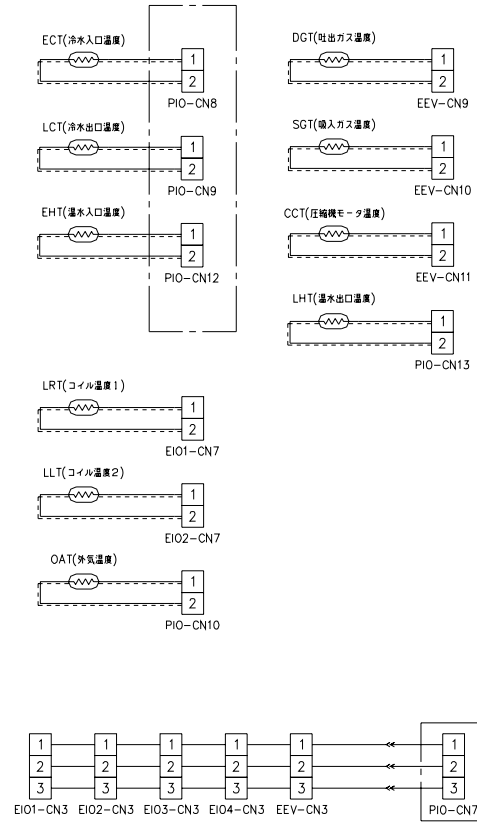 ECT(冷水入口温度)
1
2
PIO-CN8
LCT(冷水出口温度)
1
2
PIO-CN9
EHT(温水入口温度)
1
2
PIO-CN12
DGT(吐出ガス温度)
1
2
EEV-CN9
SGT(吸入ガス温度)
1
2
EEV-CN10
CCT(圧縮機モータ温度)
1
2
EEV-CN11
LHT(温水出口温度)
1
2
PIO-CN13
LRT(コイル温度1)
1
2
EIO1-CN7
LLT(コイル温度2)
1
2
EIO2-CN7
OAT(外気温度)
1
2
PIO-CN10
1 1 1 1 1 1
2 2 2 2 2 2
3 3 3 3 3 3
EIO1-CN3 EIO2-CN3 EIO3-CN3 EIO4-CN3 EEV-CN3 PIO-CN7